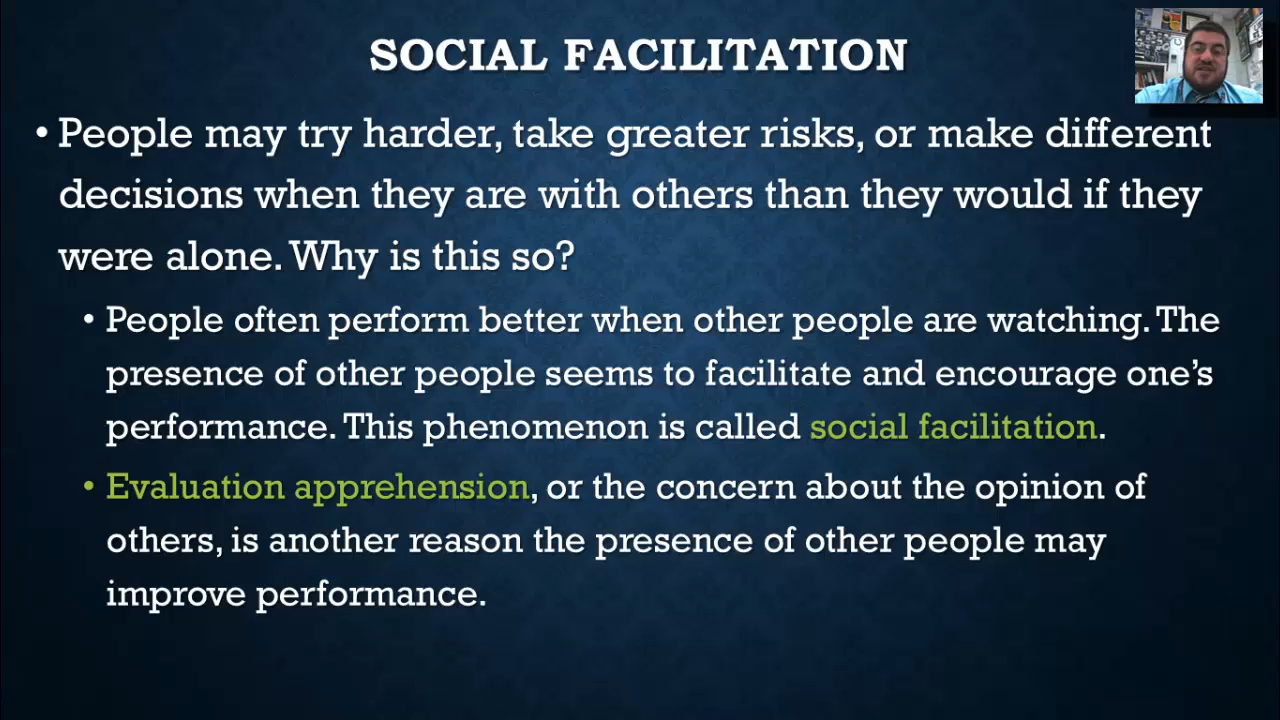 SOCIAL FACILITATION
• People may try harder, take greater risks, or make different
decisions when they are with others than they would if they
were alone. Why is this so?
• People often perform better when other people are watching. The
presence of other people seems to facilitate and encourage one’s
performance. This phenomenon is called social facilitation.
• Evaluation apprehension, or the concern about the opinion of
others, is another reason the presence of other people may
improve performance.